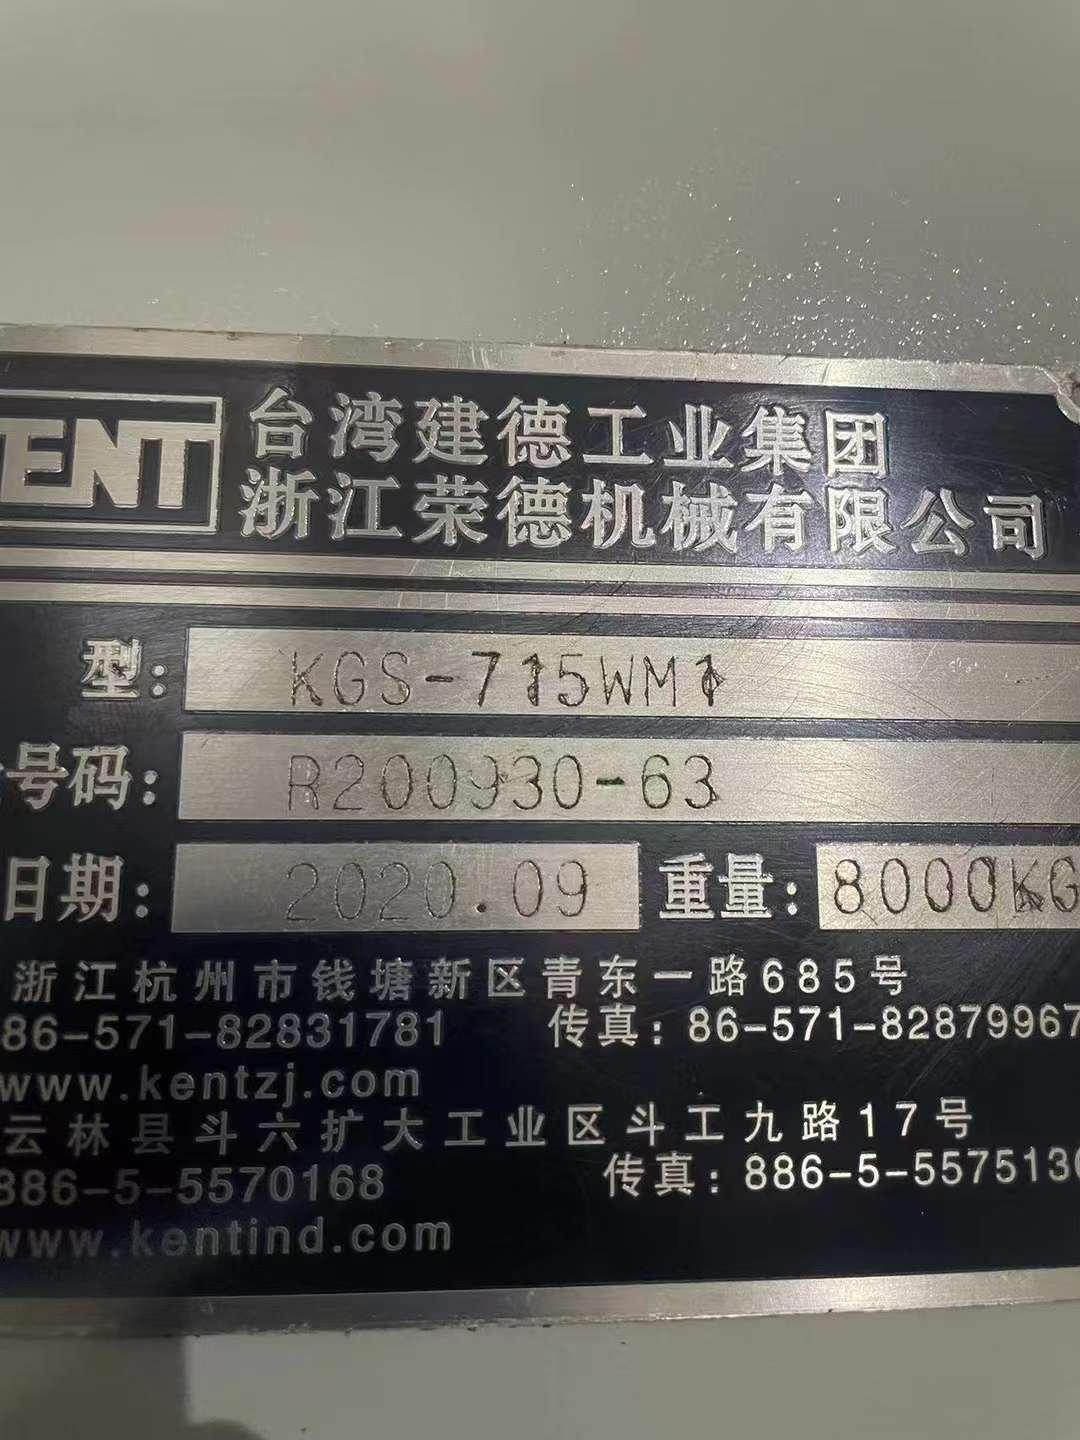 ENT
台湾建德工业集团
浙江荣德机械有限公司
型: KGS-715WM1
号码: R200930-63
日期: 2020.09 重量: 8000KG
浙江杭州市钱塘新区青东一路685号
86-571-82831781 传真: 86-571-8287996
www.kentzj.com
云林县斗六扩大工业区斗工九路17号
886-5-5570168 传真: 886-5-557513
www.kentind.com